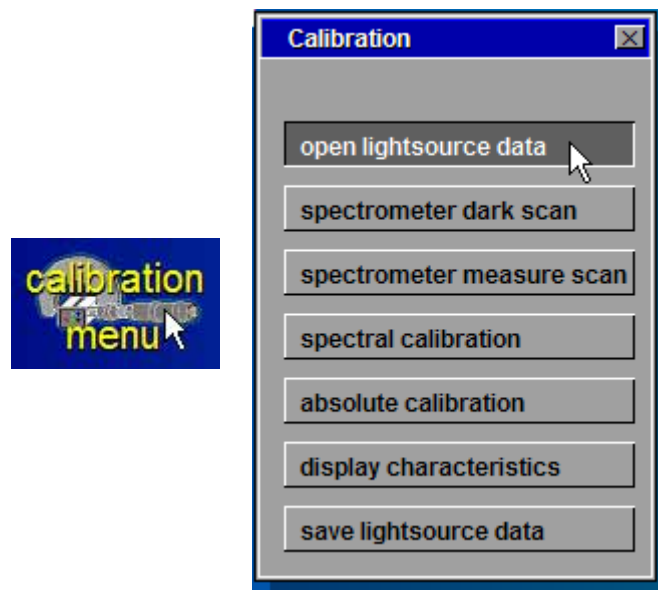 calibration
menu
Calibration
open lightsource data
spectrometer dark scan
spectrometer measure scan
spectral calibration
absolute calibration
display characteristics
save lightsource data